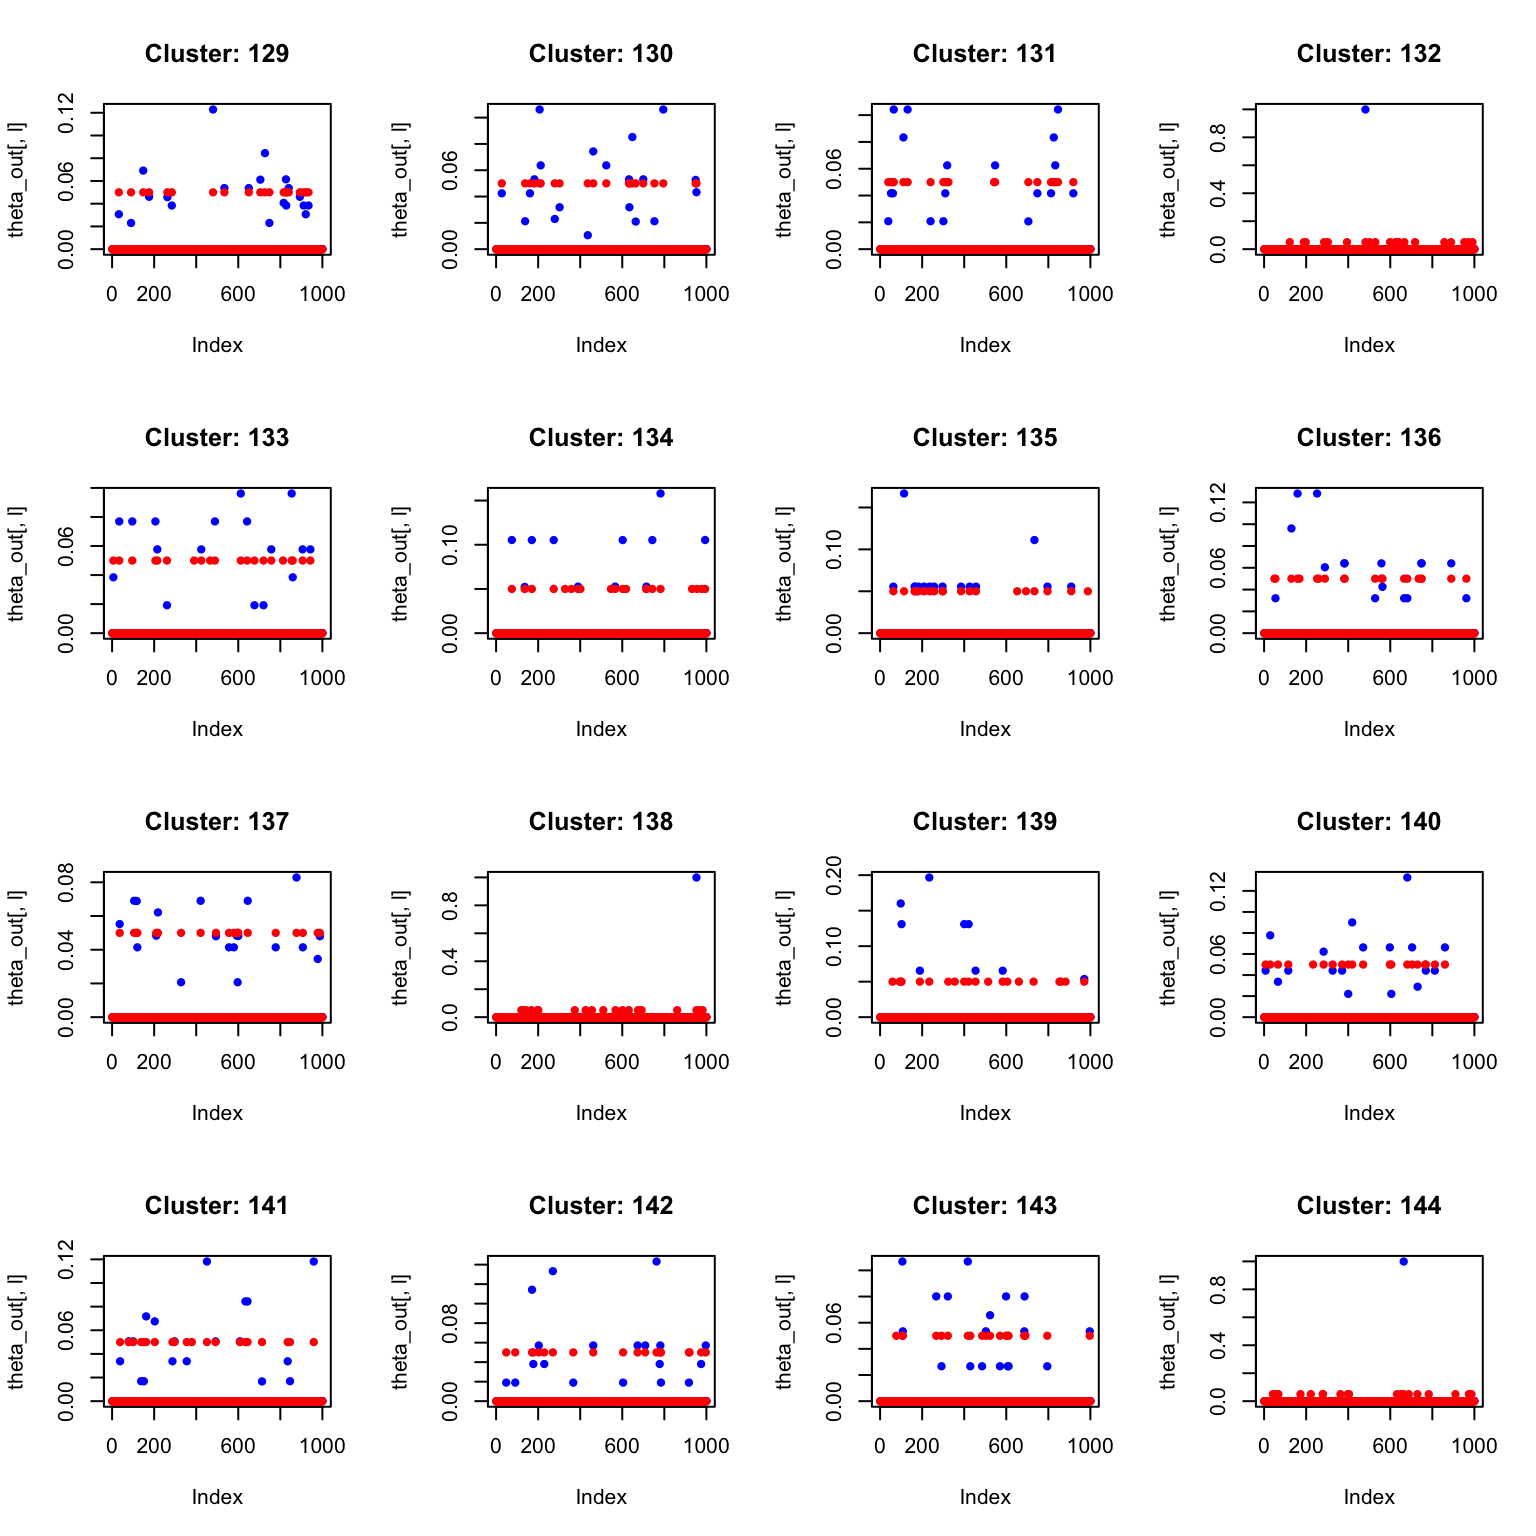 Cluster: 129
theta_out[, l]
0.00 0.06 0.12
0 200 600 1000
Index
Cluster: 130
theta_out[, l]
0.00 0.06
0 200 600 1000
Index
Cluster: 131
theta_out[, l]
0.00 0.06
0 200 600 1000
Index
Cluster: 132
theta_out[, l]
0.0 0.4 0.8
0 200 600 1000
Index
Cluster: 133
theta_out[, l]
0.00 0.06
0 200 600 1000
Index
Cluster: 134
theta_out[, l]
0.00 0.10
0 200 600 1000
Index
Cluster: 135
theta_out[, l]
0.00 0.10
0 200 600 1000
Index
Cluster: 136
theta_out[, l]
0.00 0.06 0.12
0 200 600 1000
Index
Cluster: 137
theta_out[, l]
0.00 0.04 0.08
0 200 600 1000
Index
Cluster: 138
theta_out[, l]
0.0 0.4 0.8
0 200 600 1000
Index
Cluster: 139
theta_out[, l]
0.00 0.10 0.20
0 200 600 1000
Index
Cluster: 140
theta_out[, l]
0.00 0.06 0.12
0 200 600 1000
Index
Cluster: 141
theta_out[, l]
0.00 0.06 0.12
0 200 600 1000
Index
Cluster: 142
theta_out[, l]
0.00 0.08
0 200 600 1000
Index
Cluster: 143
theta_out[, l]
0.00 0.06
0 200 600 1000
Index
Cluster: 144
theta_out[, l]
0.0 0.4 0.8
0 200 600 1000
Index